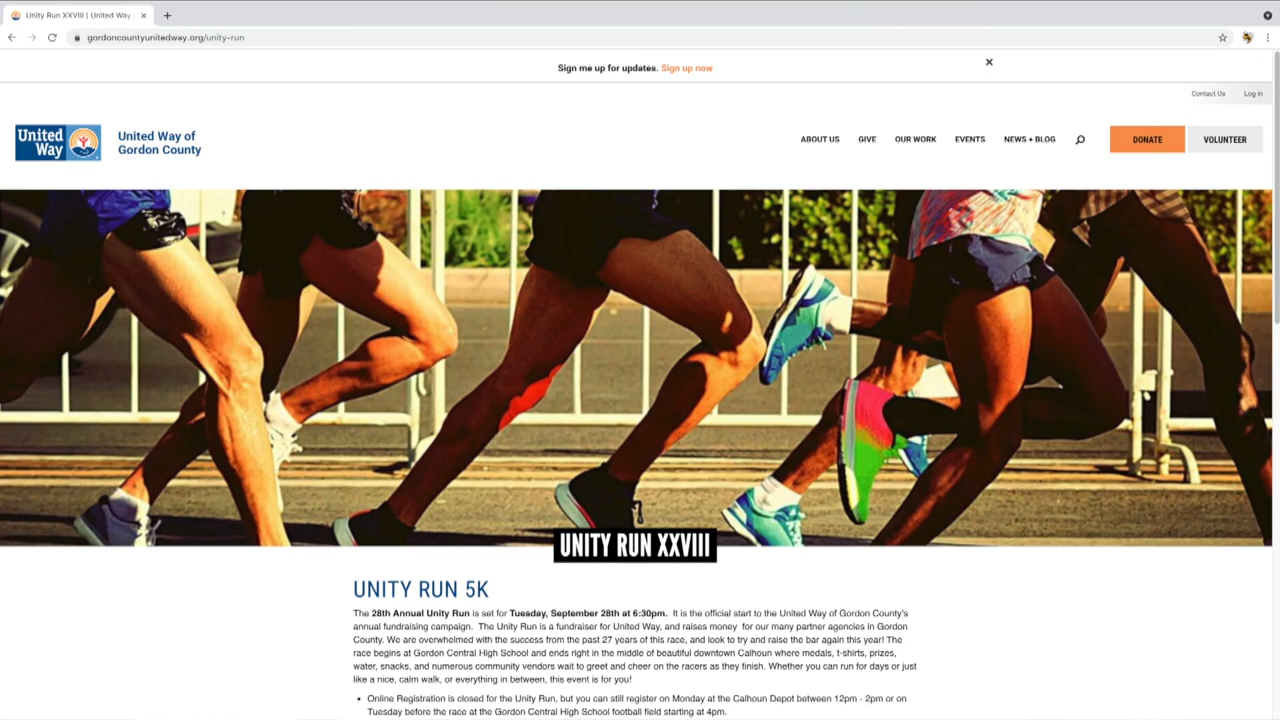 Unity Run XXVIII | United Way
gordoncountyunitedway.org/unity-run
Sign me up for updates. Sign up now
Contact Us Log in
United Way
United Way of
Gordon County
ABOUT US GIVE OUR WORK EVENTS NEWS + BLOG DONATE VOLUNTEER
UNITY RUN XXVIII
UNITY RUN 5K
The 28th Annual Unity Run is set for Tuesday, September 28th at 6:30pm. It is the official start to the United Way of Gordon County's
annual fundraising campaign. The Unity Run is a fundraiser for United Way, and raises money for our many partner agencies in Gordon
County. We are overwhelmed with the success from the past 27 years of this race, and look to try and raise the bar again this year! The
race begins at Gordon Central High School and ends right in the middle of beautiful downtown Calhoun where medals, t-shirts, prizes,
water, snacks, and numerous community vendors wait to greet and cheer on the racers as they finish. Whether you can run for days or just
like a nice, calm walk, or everything in between, this event is for you!
• Online Registration is closed for the Unity Run, but you can still register on Monday at the Calhoun Depot between 12pm - 2pm or on
Tuesday before the race at the Gordon Central High School football field starting at 4pm.